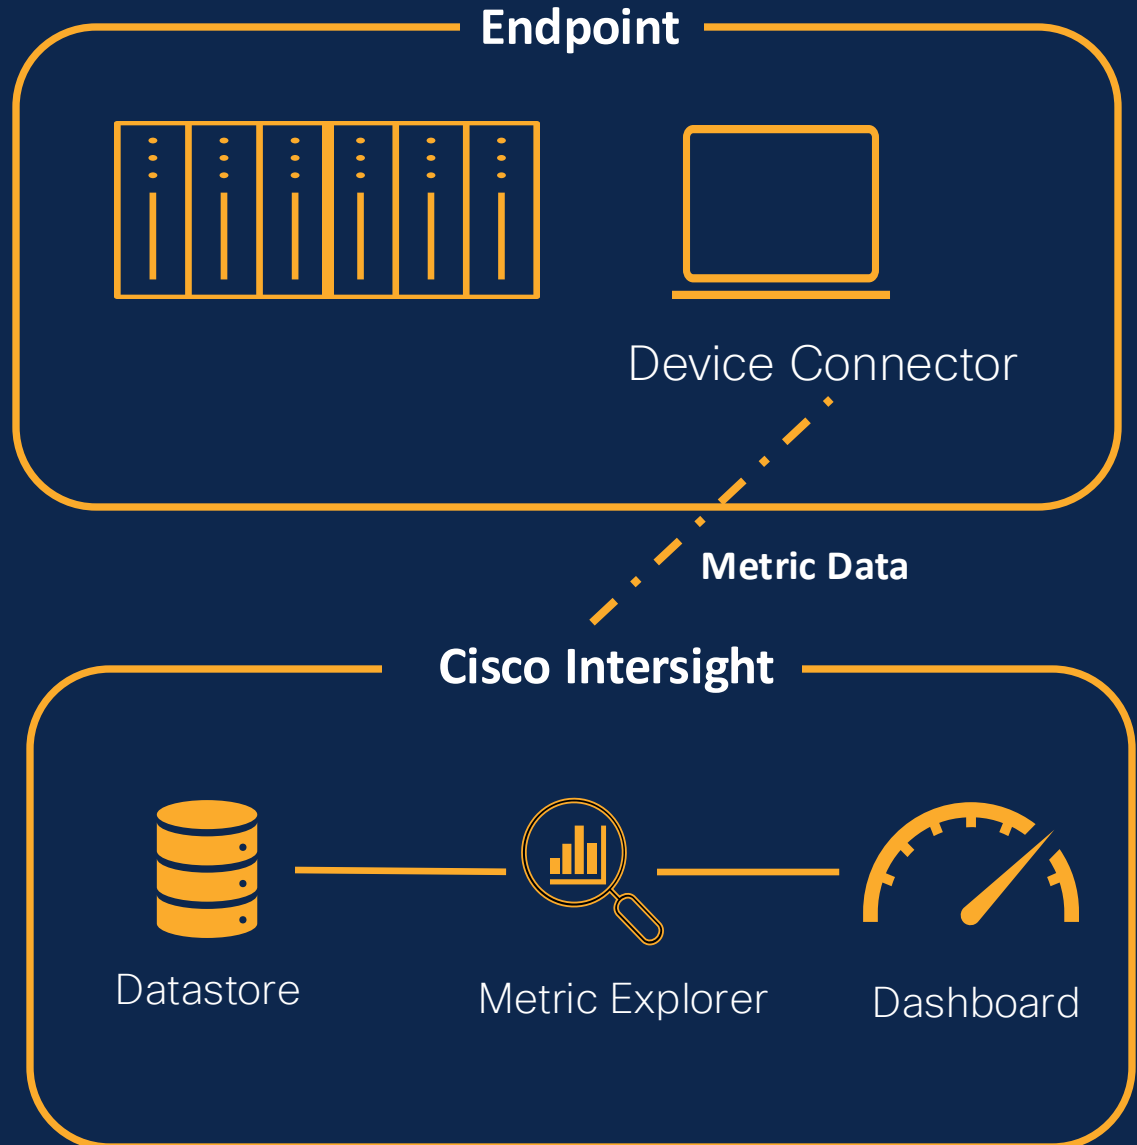 Endpoint
Device Connector
Metric Data
Cisco Intersight
Datastore
Metric Explorer
Dashboard